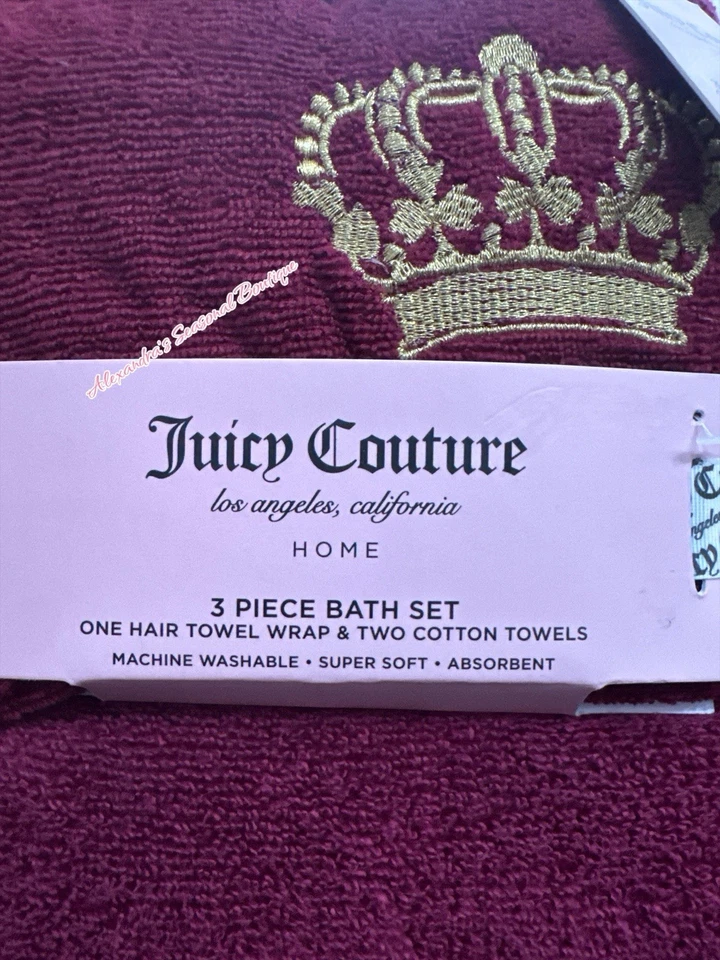 Alexandra's Seasonal Boutique
Juicy Couture
los angeles, california
HOME
3 PIECE BATH SET
ONE HAIR TOWEL WRAP & TWO COTTON TOWELS
MACHINE WASHABLE • SUPER SOFT • ABSORBENT